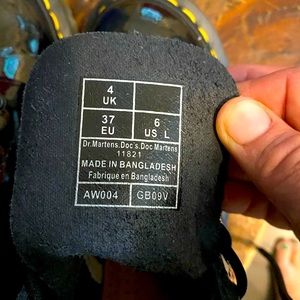 4
UK
37
EU
6
US L
Dr.Martens.Doc's.Doc Martens
11821
MADE IN BANGLADESH
Fabrique en Bangladesh
AW004 GB09V